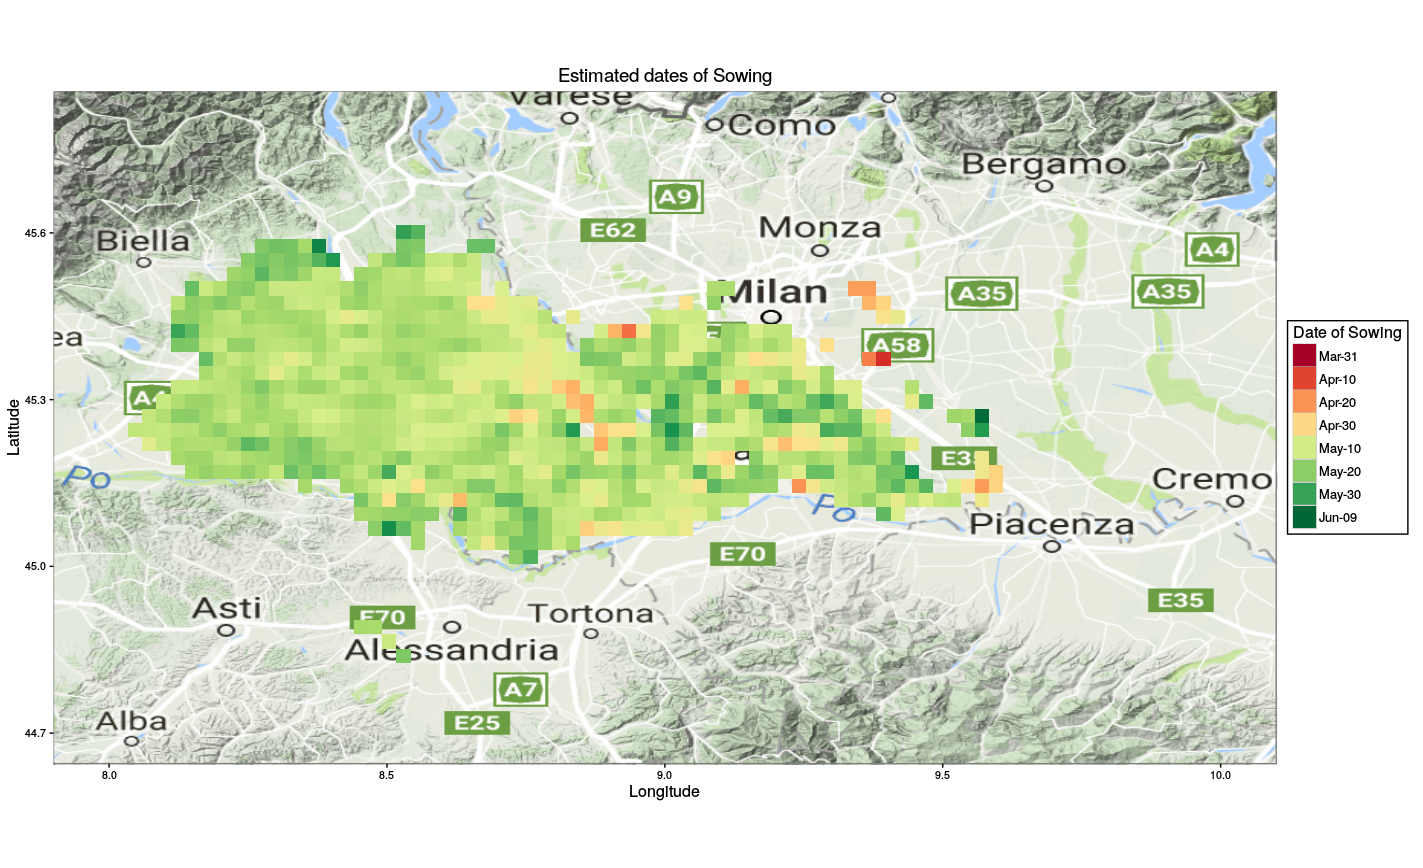 Estimated dates of Sowing
Varese
Como
Bergamo
A9
E62
Monza
A4
Biella
Milan
A35
A35
ea
A58
A4
Po
E35
Cremo
Po
Piacenza
E70
E35
Asti
E70
Tortona
Alessandria
A7
Alba
E25
45.6
45.3
45.0
44.7
Latitude
8.0
8.5
9.0
9.5
10.0
Longitude
Date of Sowing
Mar-31
Apr-10
Apr-20
Apr-30
May-10
May-20
May-30
Jun-09